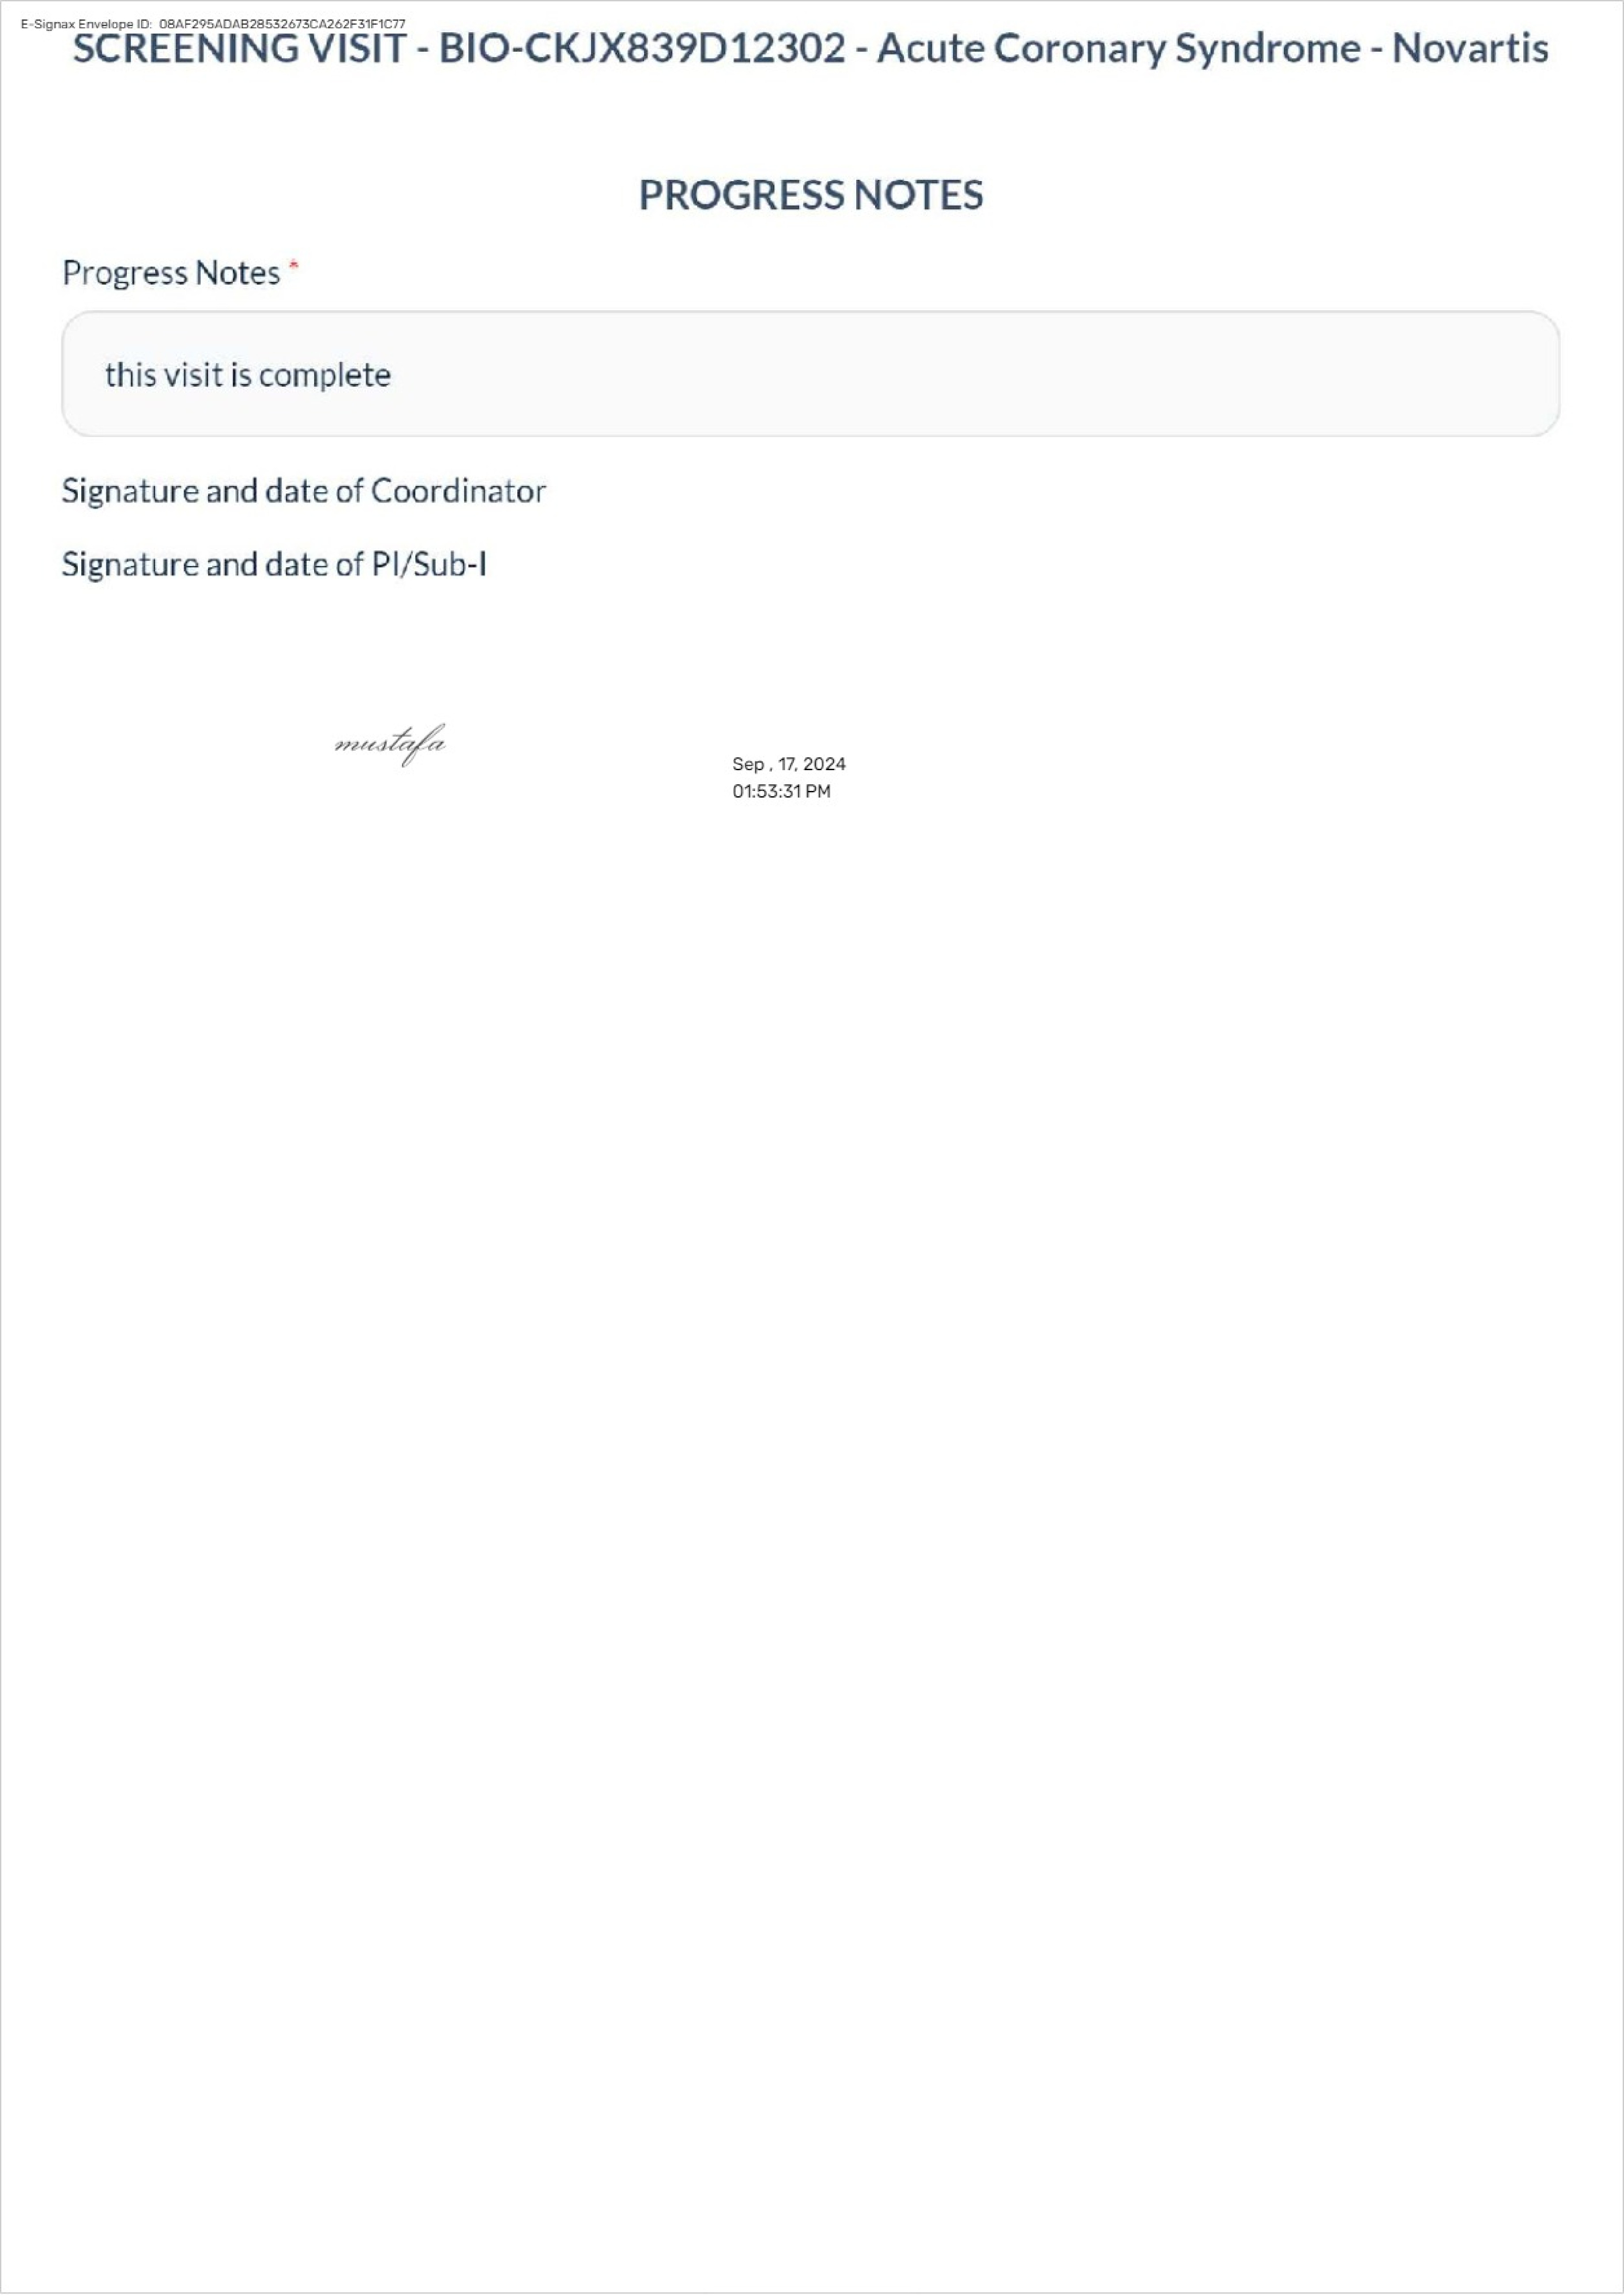 E-Signax Envelope ID: 08AF295ADAB28532673CA262F31F1C77
SCREENING VISIT - BIO-CKJX839D12302 - Acute Coronary Syndrome - Novartis
PROGRESS NOTES
Progress Notes *
this visit is complete
Signature and date of Coordinator
Signature and date of PI/Sub-I
mustafa
Sep , 17, 2024
01:53:31 PM